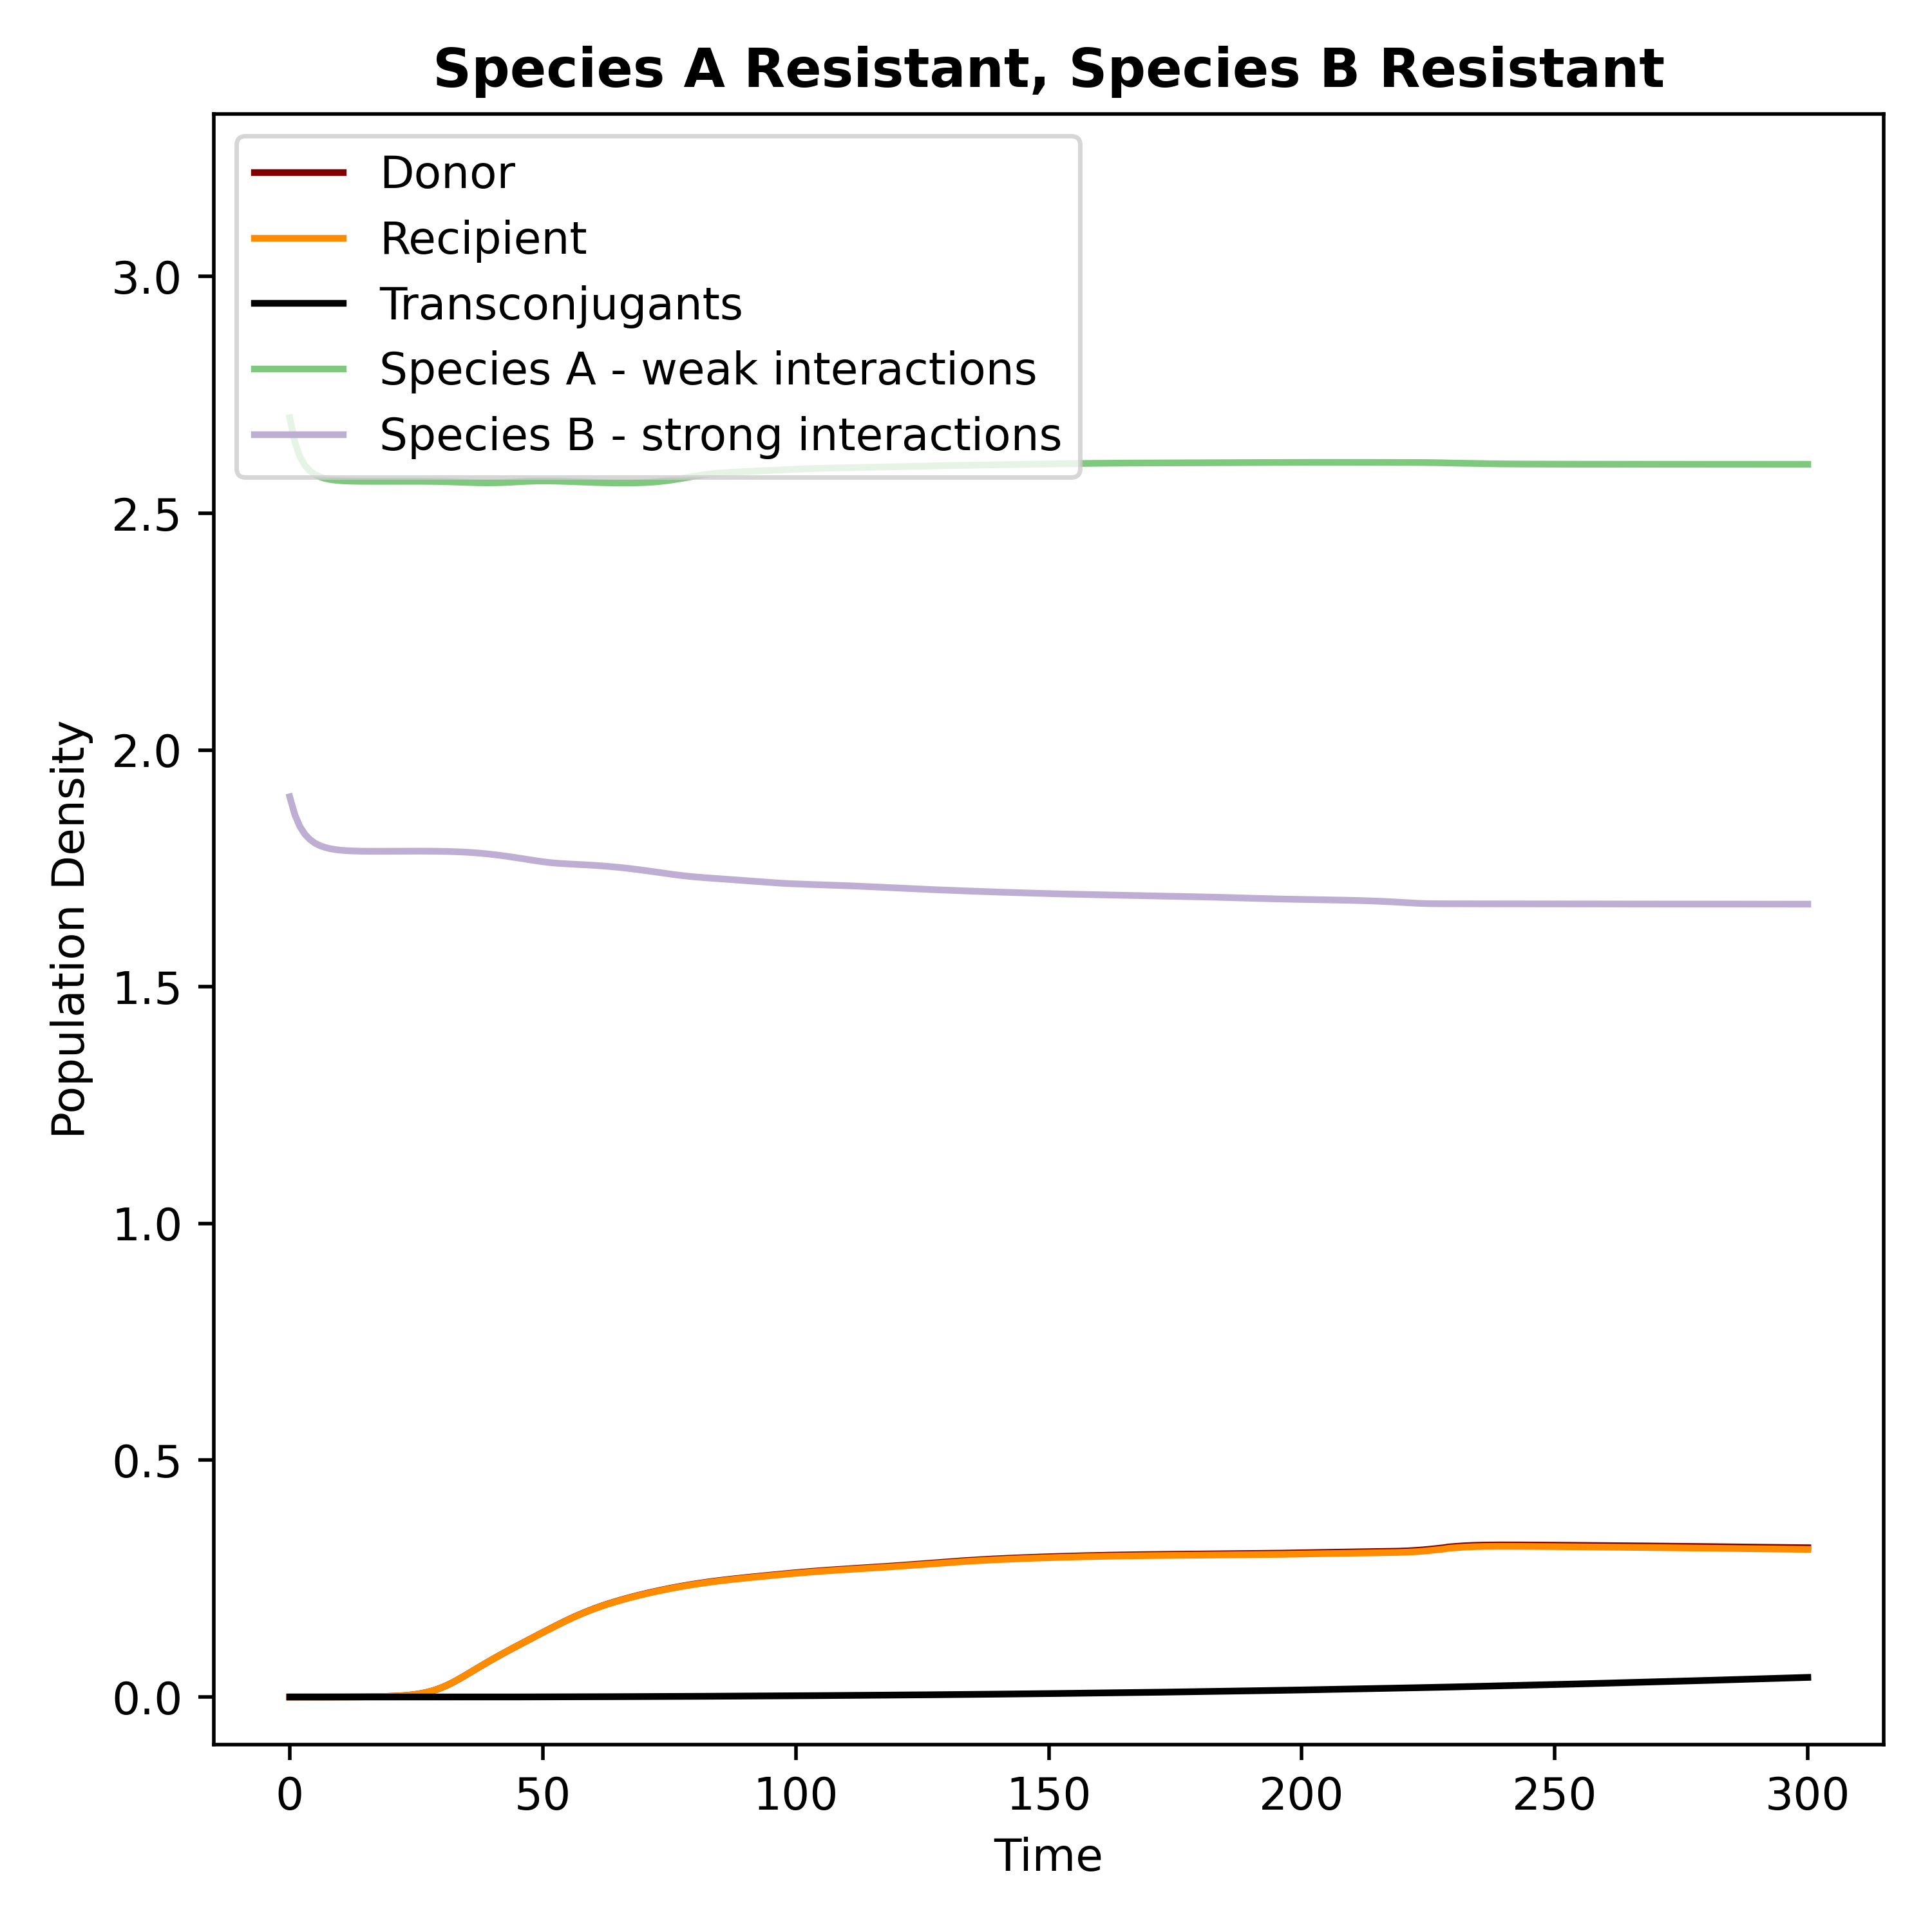 Species A Resistant, Species B Resistant
Donor
Recipient
Transconjugants
Species A - weak interactions
Species B - strong interactions
3.0
2.5
2.0
1.5
1.0
0.5
0.0
Population Density
0 50 100 150 200 250 300
Time